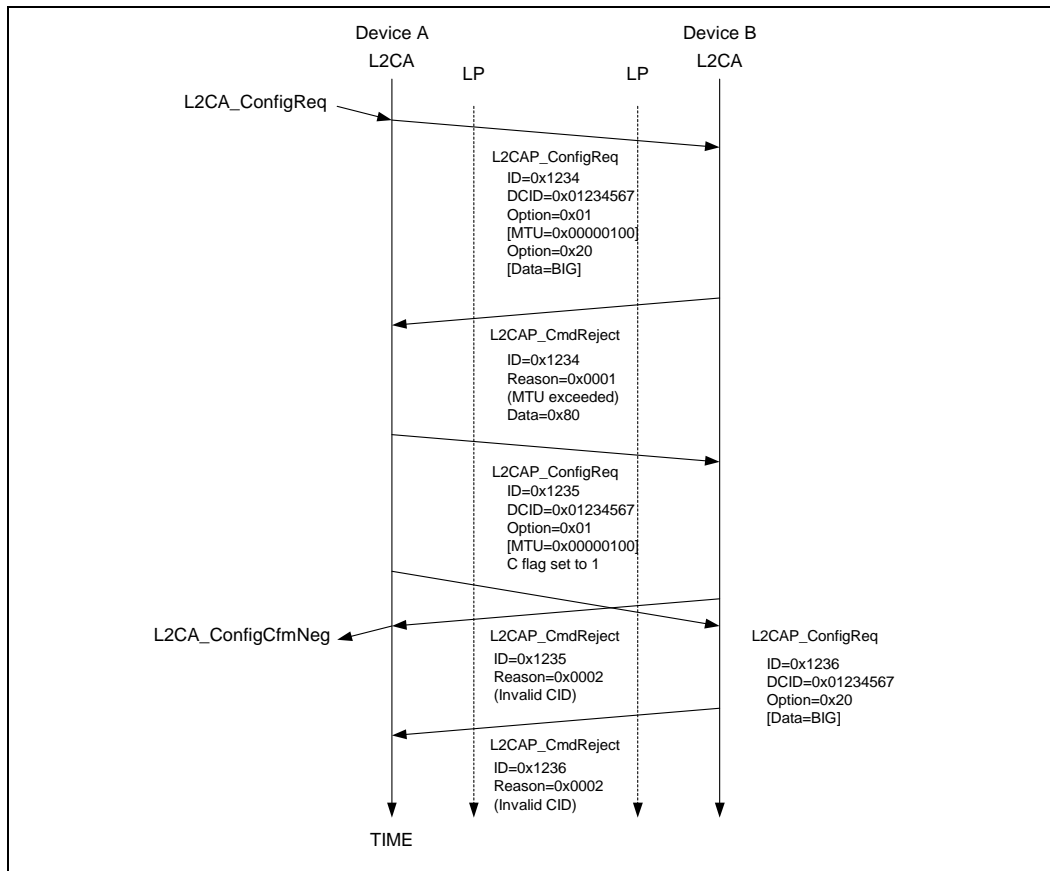 Device A
L2CA
LP
LP
Device B
L2CA
L2CA_ConfigReq
L2CAP_ConfigReq
ID=0x1234
DCID=0x01234567
Option=0x01
[MTU=0x00000100]
Option=0x20
[Data=BIG]
L2CAP_CmdReject
ID=0x1234
Reason=0x0001
(MTU exceeded)
Data=0x80
L2CAP_ConfigReq
ID=0x1235
DCID=0x01234567
Option=0x01
[MTU=0x00000100]
C flag set to 1
L2CA_ConfigCfmNeg
L2CAP_CmdReject
ID=0x1235
Reason=0x0002
(Invalid CID)
L2CAP_ConfigReq
ID=0x1236
DCID=0x01234567
Option=0x20
[Data=BIG]
L2CAP_CmdReject
ID=0x1236
Reason=0x0002
(Invalid CID)
TIME